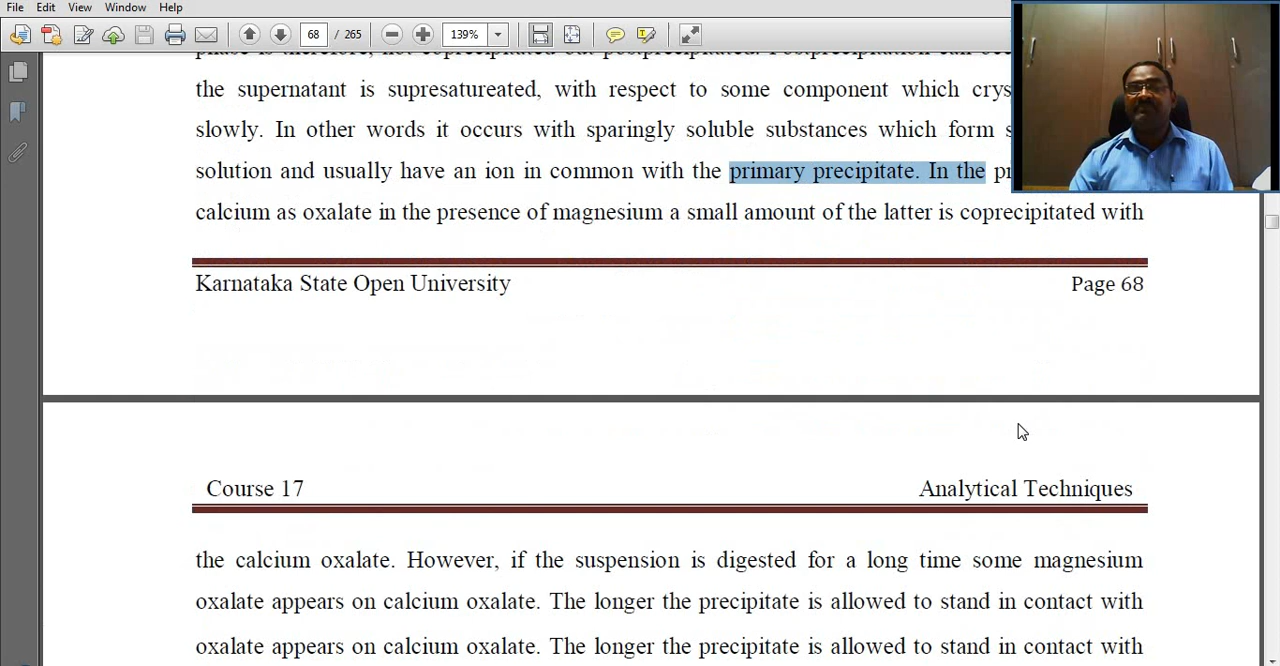 File Edit View Window Help
68 / 265 139%
the supernatant is supresatureated, with respect to some component which crys
slowly. In other words it occurs with sparingly soluble substances which form s
solution and usually have an ion in common with the primary precipitate. In the pr
calcium as oxalate in the presence of magnesium a small amount of the latter is coprecipitated with
Karnataka State Open University Page 68
Course 17 Analytical Techniques
the calcium oxalate. However, if the suspension is digested for a long time some magnesium
oxalate appears on calcium oxalate. The longer the precipitate is allowed to stand in contact with
oxalate appears on calcium oxalate. The longer the precipitate is allowed to stand in contact with